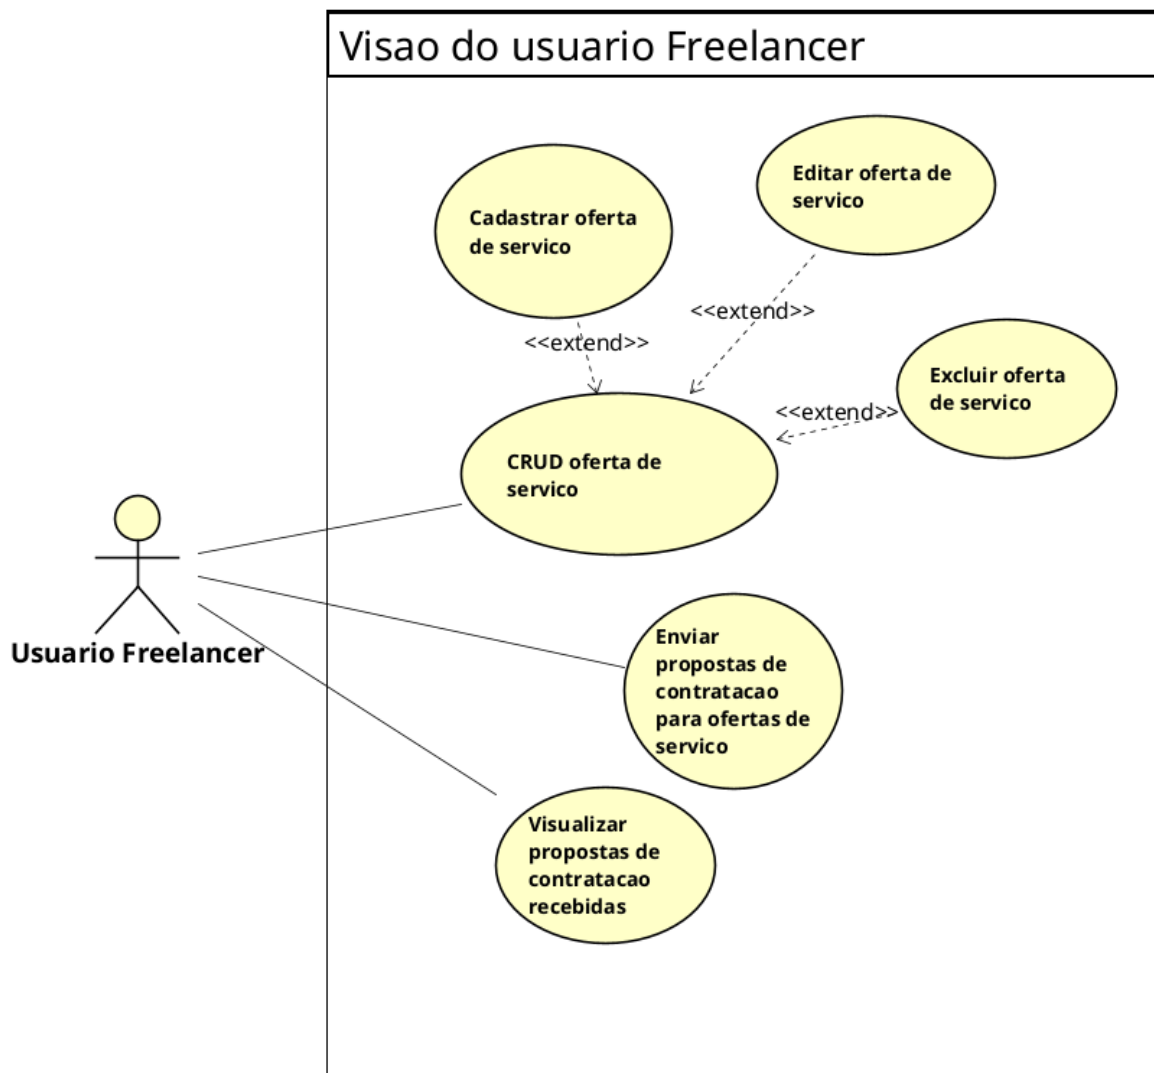 Visao do usuario Freelancer
Editar oferta de
servico
Cadastrar oferta
de servico
<<extend>>
<<extend>>
Excluir oferta
de servico
<<extend>>
CRUD oferta de
servico
Usuario Freelancer
Enviar
propostas de
contratacao
para ofertas de
servico
Visualizar
propostas de
contratacao
recebidas